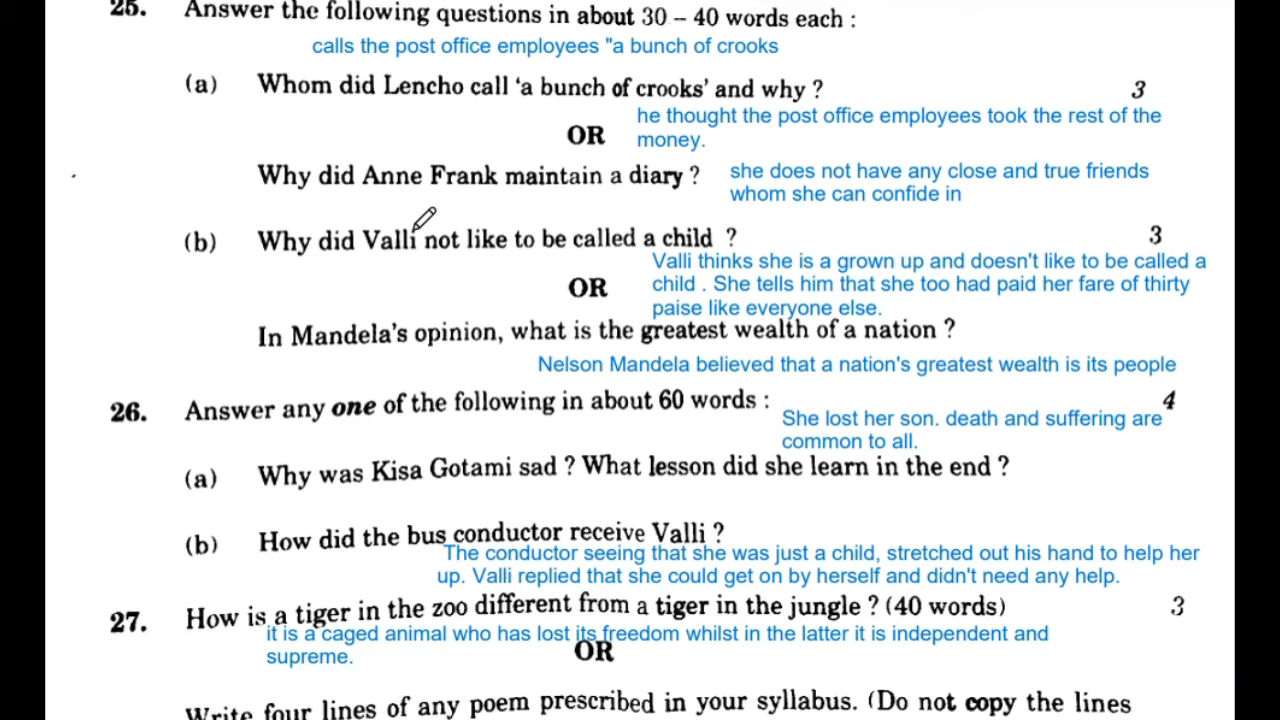 25. Answer the following questions in about 30 – 40 words each :
calls the post office employees "a bunch of crooks
(a) Whom did Lencho call 'a bunch of crooks' and why ? 3
he thought the post office employees took the rest of the
OR money.
Why did Anne Frank maintain a diary ? she does not have any close and true friends
whom she can confide in
(b) Why did Valli not like to be called a child ? 3
Valli thinks she is a grown up and doesn't like to be called a
OR child . She tells him that she too had paid her fare of thirty
paise like everyone else.
In Mandela's opinion, what is the greatest wealth of a nation ?
Nelson Mandela believed that a nation's greatest wealth is its people
26. Answer any one of the following in about 60 words : 4
She lost her son. death and suffering are
common to all.
(a) Why was Kisa Gotami sad ? What lesson did she learn in the end ?
(b) How did the bus conductor receive Valli ?
The conductor seeing that she was just a child, stretched out his hand to help her
up. Valli replied that she could get on by herself and didn't need any help.
27. How is a tiger in the zoo different from a tiger in the jungle ? (40 words) 3
it is a caged animal who has lost its freedom whilst in the latter it is independent and
supreme. OR
Write four lines of any poem prescribed in your syllabus. (Do not copy the lines